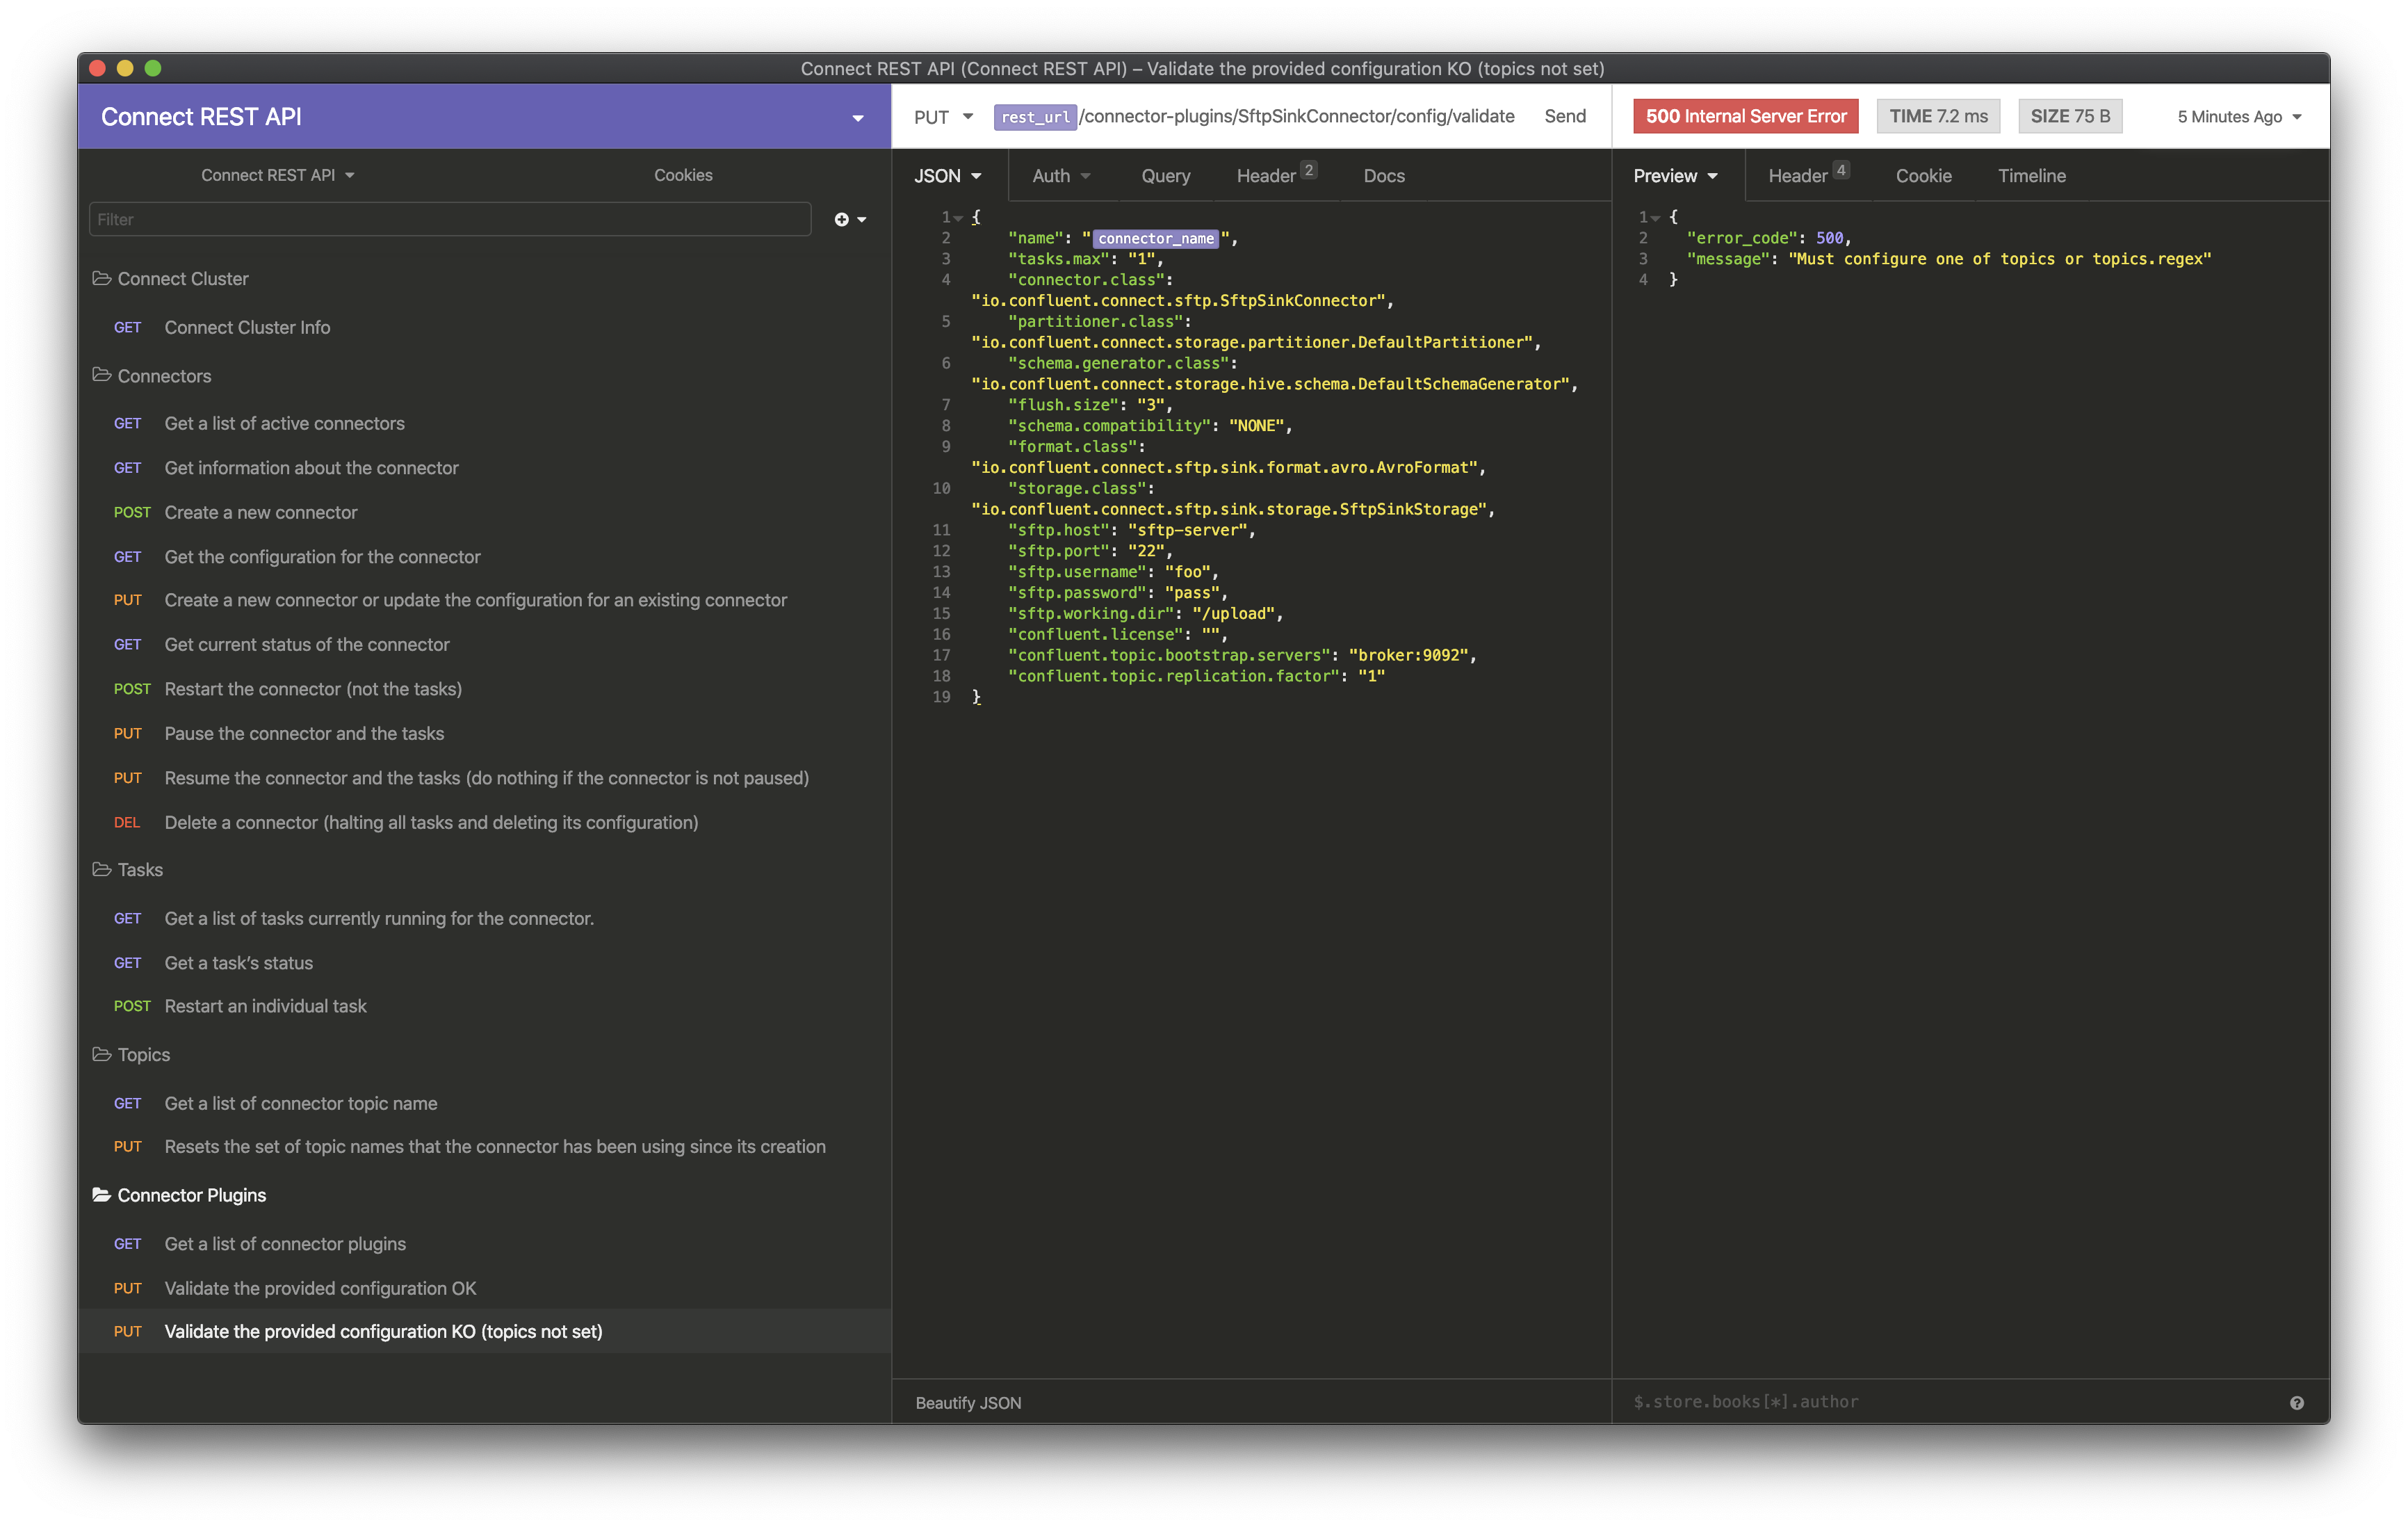 Connect REST API (Connect REST API) – Validate the provided configuration KO (topics not set)
Connect REST API
Connect REST API
Cookies
Filter
Connect Cluster
GET Connect Cluster Info
Connectors
GET Get a list of active connectors
GET Get information about the connector
POST Create a new connector
GET Get the configuration for the connector
PUT Create a new connector or update the configuration for an existing connector
GET Get current status of the connector
POST Restart the connector (not the tasks)
PUT Pause the connector and the tasks
PUT Resume the connector and the tasks (do nothing if the connector is not paused)
DEL Delete a connector (halting all tasks and deleting its configuration)
Tasks
GET Get a list of tasks currently running for the connector.
GET Get a task’s status
POST Restart an individual task
Topics
GET Get a list of connector topic name
PUT Resets the set of topic names that the connector has been using since its creation
Connector Plugins
GET Get a list of connector plugins
PUT Validate the provided configuration OK
PUT Validate the provided configuration KO (topics not set)
PUT rest_url/connector-plugins/SftpSinkConnector/config/validate Send
JSON Auth Query Header 2 Docs
1 {
2 "name": "connector_name",
3 "tasks.max": "1",
4 "connector.class":
"io.confluent.connect.sftp.SftpSinkConnector",
5 "partitioner.class":
"io.confluent.connect.storage.partitioner.DefaultPartitioner",
6 "schema.generator.class":
"io.confluent.connect.storage.hive.schema.DefaultSchemaGenerator",
7 "flush.size": "3",
8 "schema.compatibility": "NONE",
9 "format.class":
"io.confluent.connect.sftp.sink.format.avro.AvroFormat",
10 "storage.class":
"io.confluent.connect.sftp.sink.storage.SftpSinkStorage",
11 "sftp.host": "sftp-server",
12 "sftp.port": "22",
13 "sftp.username": "foo",
14 "sftp.password": "pass",
15 "sftp.working.dir": "/upload",
16 "confluent.license": "",
17 "confluent.topic.bootstrap.servers": "broker:9092",
18 "confluent.topic.replication.factor": "1"
19 }
Beautify JSON
500 Internal Server Error TIME 7.2 ms SIZE 75 B 5 Minutes Ago
Preview Header 4 Cookie Timeline
1 {
2 "error_code": 500,
3 "message": "Must configure one of topics or topics.regex"
4 }
$.store.books[*].author